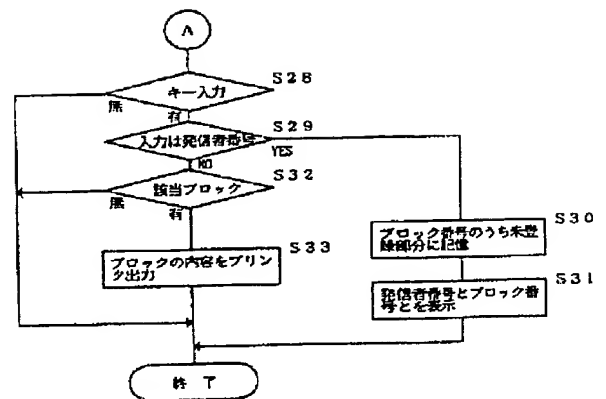 A
S28
キー入力
無
有
S29
入力は発信者番号
YES
NO
S32
該当ブロック
無
有
S30
ブロック番号のうち未登
録部分に記憶
S33
ブロックの内容をプリン
タ出力
S31
発信者番号とブロック番
号とを表示
終 了